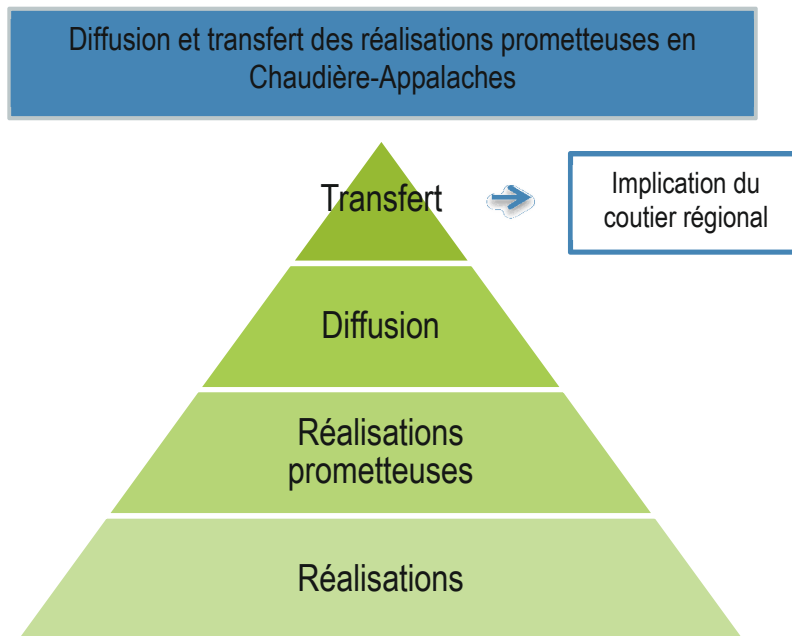 Diffusion et transfert des réalisations prometteuses en
Chaudière-Appalaches
Transfert
Implication du
coutier régional
Diffusion
Réalisations
prometteuses
Réalisations